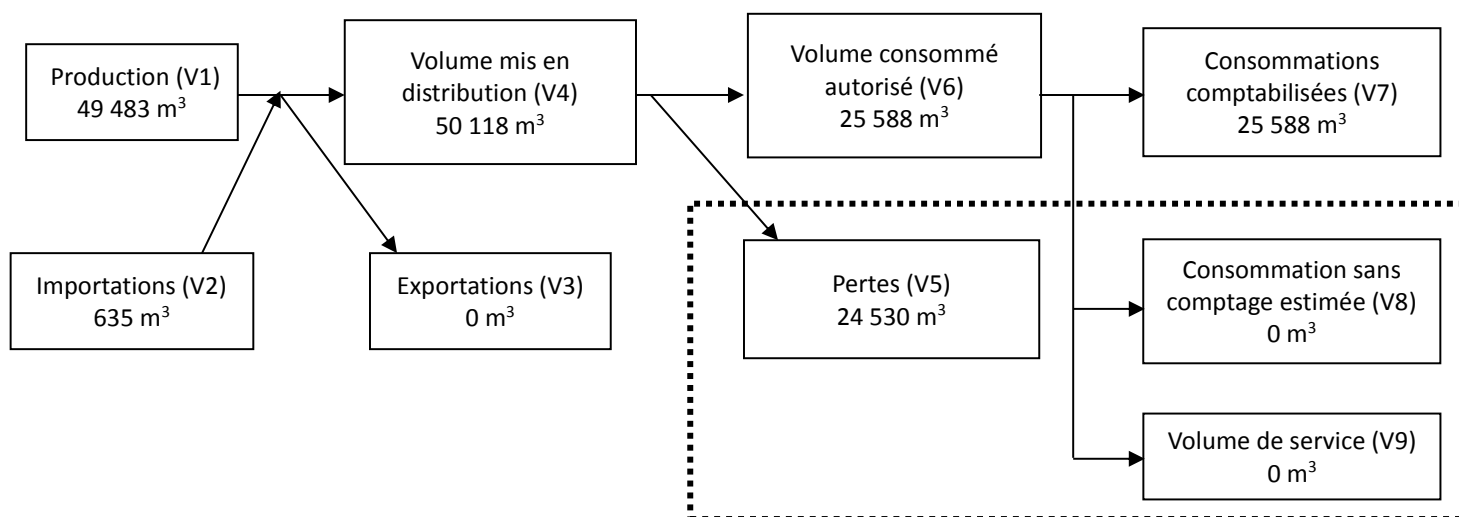 Production (V1)
49 483 m³
Volume mis en
distribution (V4)
50 118 m³
Volume consommé
autorisé (V6)
25 588 m³
Consommations
comptabilisées (V7)
25 588 m³
Importations (V2)
635 m³
Exportations (V3)
0 m³
Pertes (V5)
24 530 m³
Consommation sans
comptage estimée (V8)
0 m³
Volume de service (V9)
0 m³